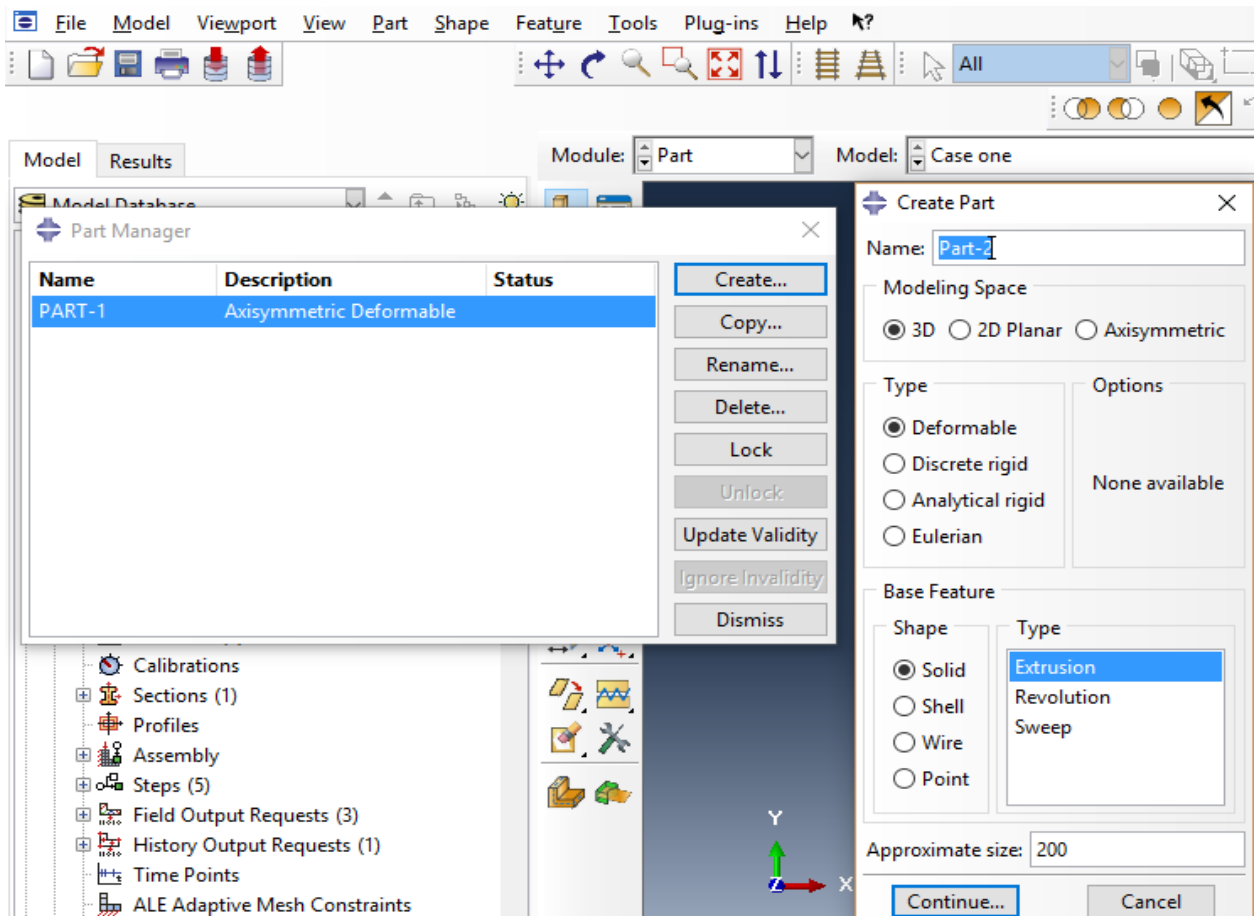 File Model Viewport View Part Shape Feature Tools Plug-ins Help
All
Model Results
Module: Part Model: Case one
Model Database
Part Manager
Name Description Status
PART-1 Axisymmetric Deformable
Create...
Copy...
Rename...
Delete...
Lock
Unlock
Update Validity
Ignore Invalidity
Dismiss
Calibrations
Sections (1)
Profiles
Assembly
Steps (5)
Field Output Requests (3)
History Output Requests (1)
Time Points
ALE Adaptive Mesh Constraints
Y
Z
X
Create Part
Name: Part-2
Modeling Space
3D 2D Planar Axisymmetric
Type
Deformable
Discrete rigid
Analytical rigid
Eulerian
Options
None available
Base Feature
Shape
Solid
Shell
Wire
Point
Type
Extrusion
Revolution
Sweep
Approximate size: 200
Continue... Cancel